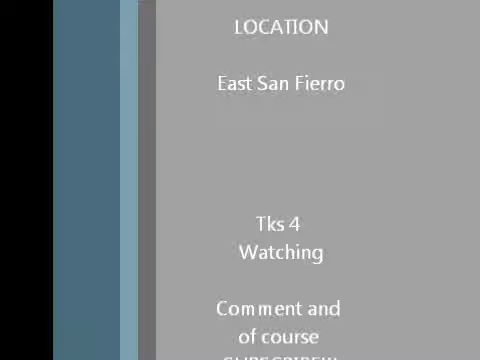 LOCATION
East San Fierro
Tks 4
Watching
Comment and
of course